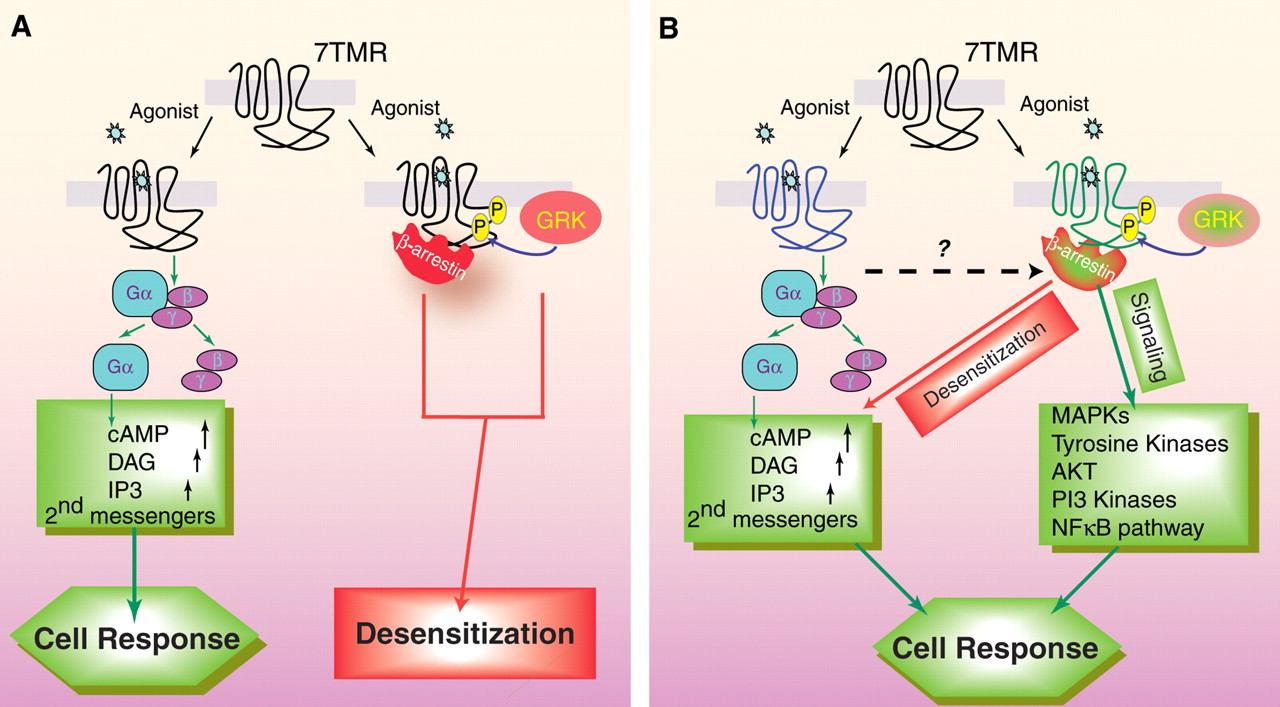 A
7TMR
Agonist
Agonist
P
P
GRK
β-arrestin
Gα
β
γ
Gα
β
γ
cAMP
DAG
IP3
2nd messengers
Cell Response
Desensitization
B
7TMR
Agonist
Agonist
P
P
GRK
?
β-arrestin
Gα
β
γ
Signaling
Desensitization
Gα
β
γ
cAMP
DAG
IP3
2nd messengers
MAPKs
Tyrosine Kinases
AKT
PI3 Kinases
NFκB pathway
Cell Response